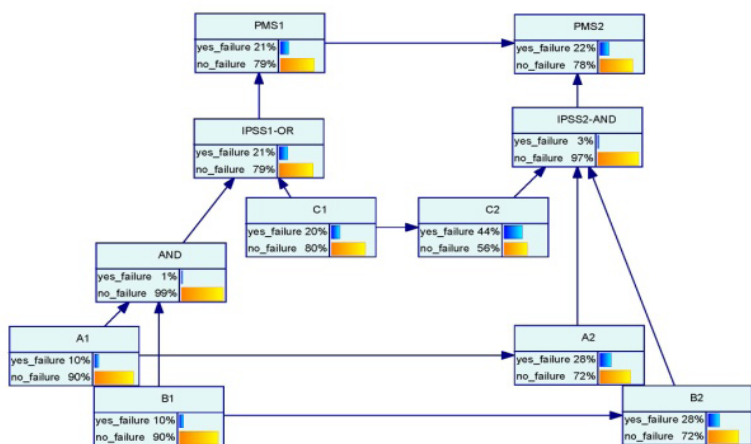 PMS1
yes_failure 21%
no_failure 79%
PMS2
yes_failure 22%
no_failure 78%
IPSS1-OR
yes_failure 21%
no_failure 79%
IPSS2-AND
yes_failure 3%
no_failure 97%
C1
yes_failure 20%
no_failure 80%
C2
yes_failure 44%
no_failure 56%
AND
yes_failure 1%
no_failure 99%
A1
yes_failure 10%
no_failure 90%
A2
yes_failure 28%
no_failure 72%
B1
yes_failure 10%
no_failure 90%
B2
yes_failure 28%
no_failure 72%